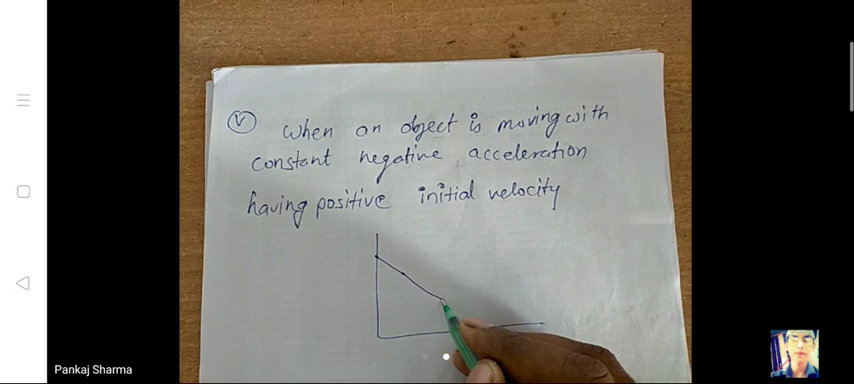 (V) When an object is moving with
constant negative acceleration
having positive initial velocity
Pankaj Sharma